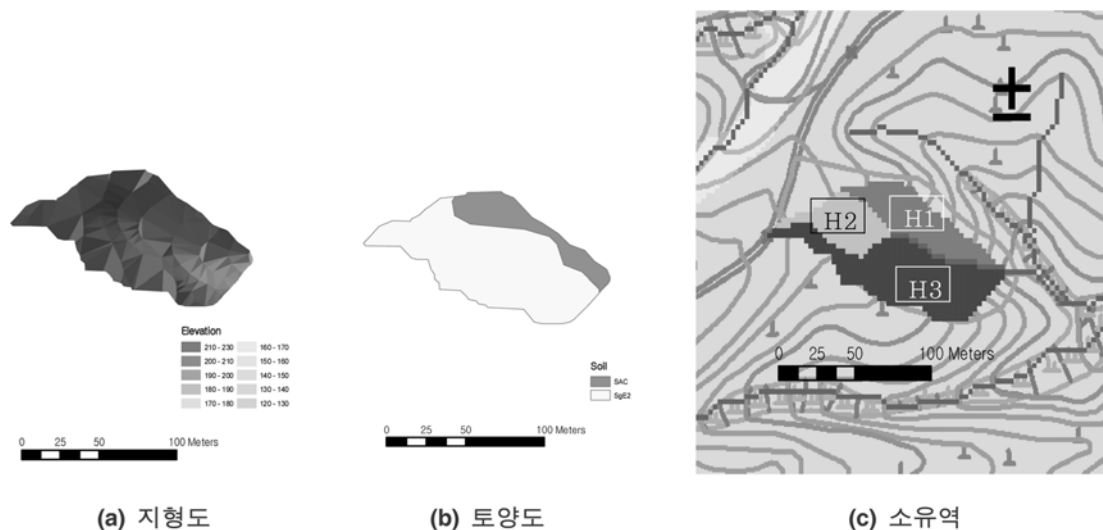 Elevation
210 - 230
200 - 210
190 - 200
180 - 190
170 - 180
160 - 170
150 - 160
140 - 150
130 - 140
120 - 130
0 25 50 100 Meters
(a) 지형도
Soil
SAC
SgE2
0 25 50 100 Meters
(b) 토양도
H1
H2
H3
0 25 50 100 Meters
(c) 소유역